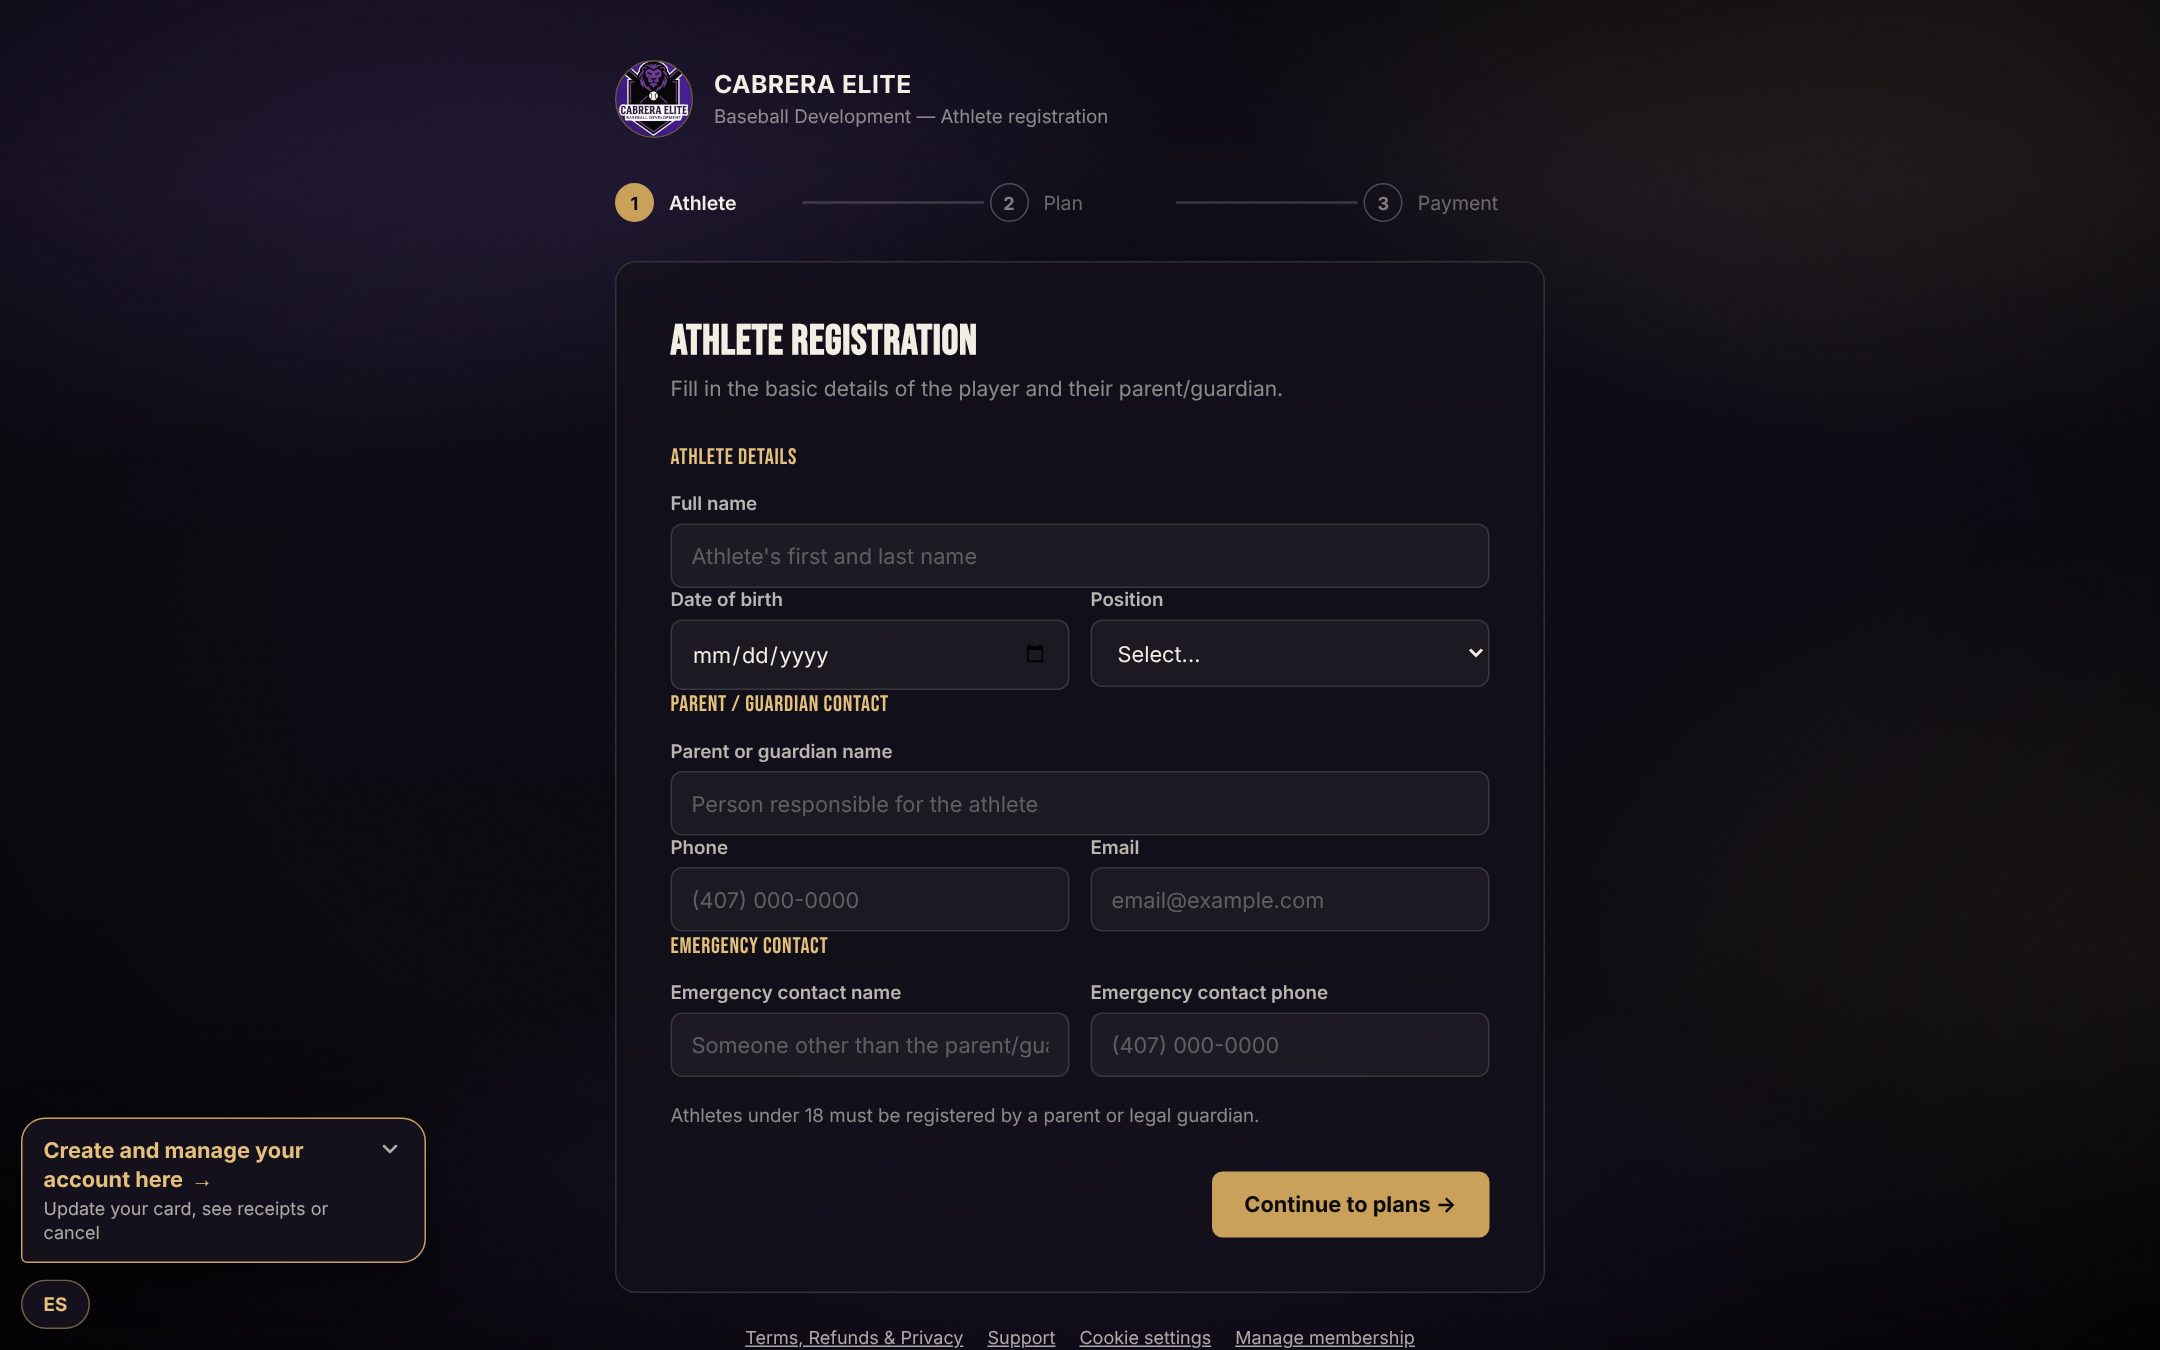 CABRERA ELITE
BASEBALL DEVELOPMENT
CABRERA ELITE
Baseball Development — Athlete registration
1 Athlete 2 Plan 3 Payment
ATHLETE REGISTRATION
Fill in the basic details of the player and their parent/guardian.
ATHLETE DETAILS
Full name
Athlete's first and last name
Date of birth Position
mm/dd/yyyy Select...
PARENT / GUARDIAN CONTACT
Parent or guardian name
Person responsible for the athlete
Phone Email
(407) 000-0000 email@example.com
EMERGENCY CONTACT
Emergency contact name Emergency contact phone
Someone other than the parent/gua (407) 000-0000
Athletes under 18 must be registered by a parent or legal guardian.
Continue to plans →
Create and manage your
account here →
Update your card, see receipts or
cancel
ES
Terms, Refunds & Privacy Support Cookie settings Manage membership